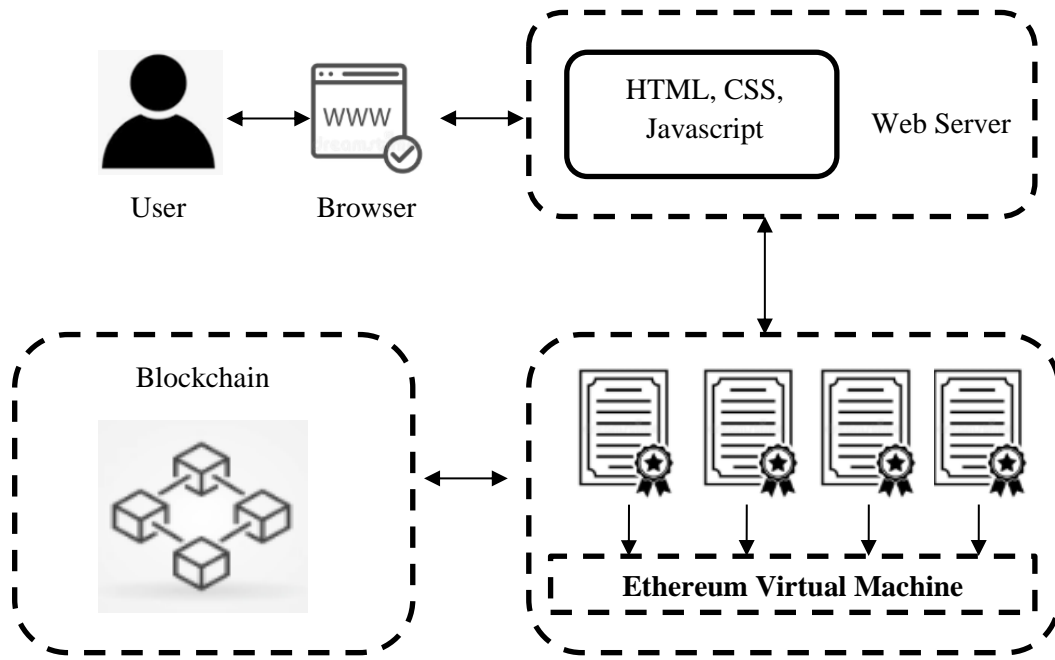 HTML, CSS,
Javascript
Web Server
WWW
User
Browser
Blockchain
Ethereum Virtual Machine